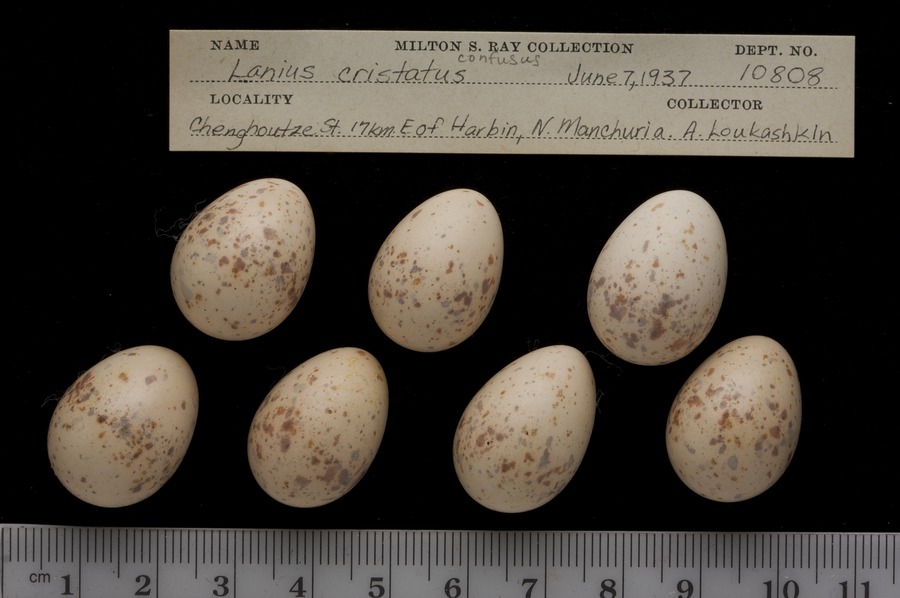 NAME MILTON S. RAY COLLECTION DEPT. NO.
confusus
Lanius cristatus June 7, 1937 10808
LOCALITY COLLECTOR
Chenghoutze St. 17km E of Harbin, N. Manchuria. A. Loukashkin
cm 1 2 3 4 5 6 7 8 9 10 11